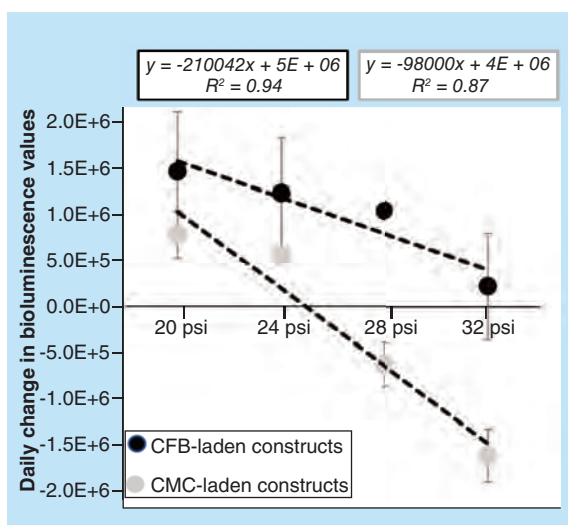 y = -210042x + 5E + 06
R² = 0.94
y = -98000x + 4E + 06
R² = 0.87
Daily change in bioluminescence values
2.0E+6
1.5E+6
1.0E+6
5.0E+5
0.0E+0
-5.0E+5
-1.0E+6
-1.5E+6
-2.0E+6
20 psi
24 psi
28 psi
32 psi
CFB-laden constructs
CMC-laden constructs